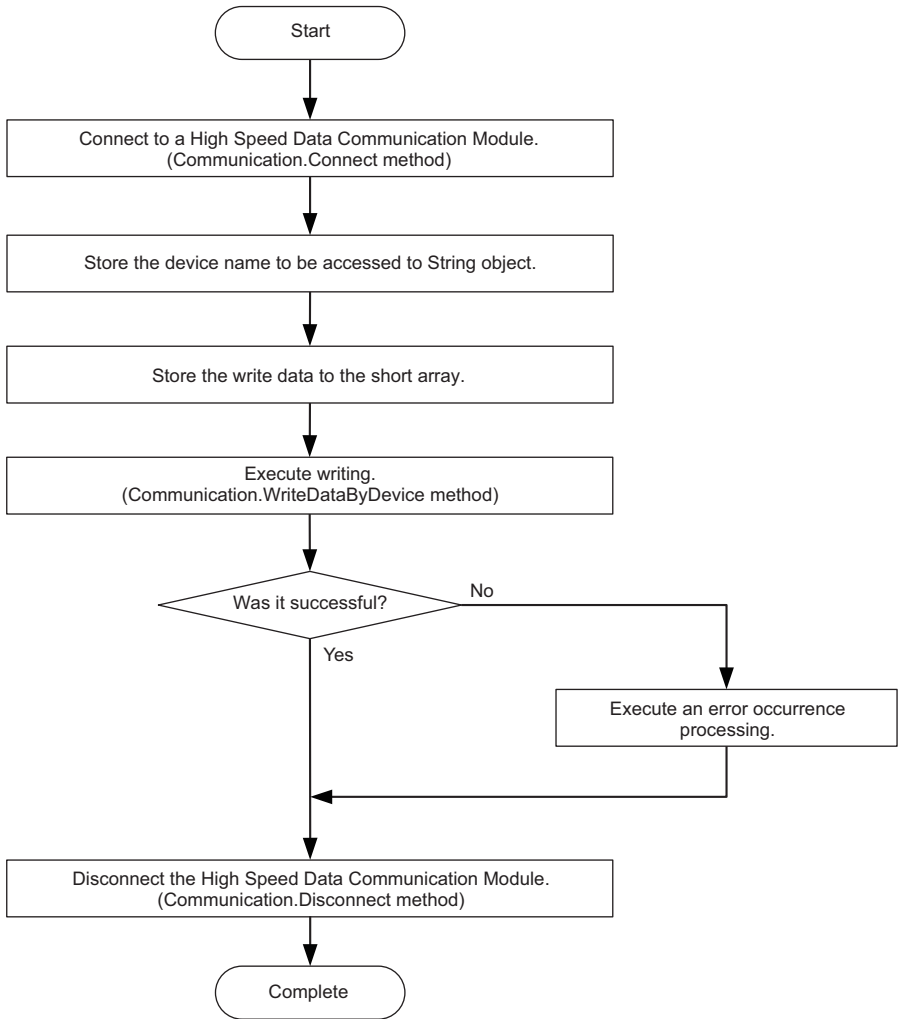 Start
Connect to a High Speed Data Communication Module.
(Communication.Connect method)
Store the device name to be accessed to String object.
Store the write data to the short array.
Execute writing.
(Communication.WriteDataByDevice method)
Was it successful?
No
Yes
Execute an error occurrence
processing.
Disconnect the High Speed Data Communication Module.
(Communication.Disconnect method)
Complete